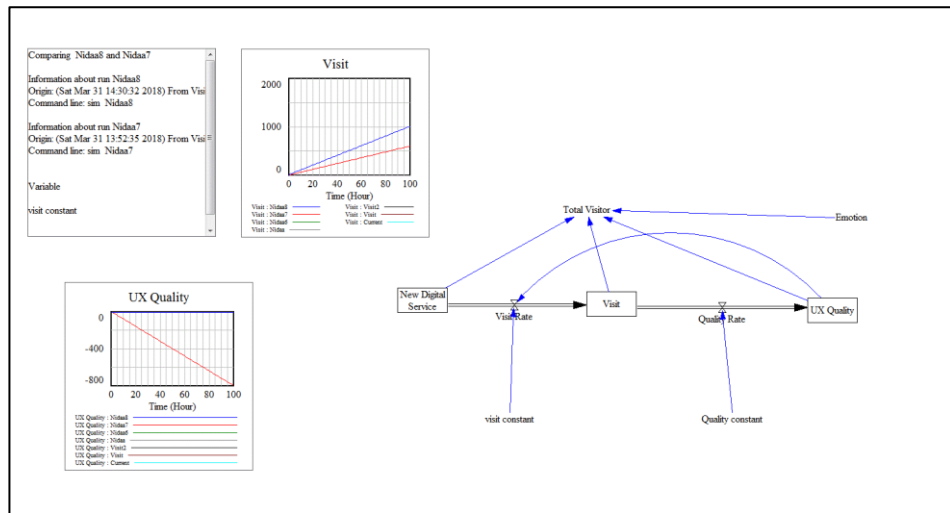 Comparing Nidaa8 and Nidaa7
Information about run Nidaa8
Origin: (Sat Mar 31 14:30:32 2018) From Visi
Command line: sim Nidaa8
Information about run Nidaa7
Origin: (Sat Mar 31 13:52:35 2018) From Visi
Command line: sim Nidaa7
Variable
visit constant
Visit
2000
1000
0
0 20 40 60 80 100
Time (Hour)
Visit : Nidaa8
Visit : Nidaa7
Visit : Nidaa6
Visit : Nidaa
Visit : Visit2
Visit : Visit
Visit : Current
UX Quality
0
-400
-800
0 20 40 60 80 100
Time (Hour)
UX Quality : Nidaa8
UX Quality : Nidaa7
UX Quality : Nidaa6
UX Quality : Nidaa
UX Quality : Visit2
UX Quality : Visit
UX Quality : Current
Total Visitor
Emotion
New Digital
Service
Visit Rate
Visit
Quality Rate
UX Quality
visit constant
Quality constant